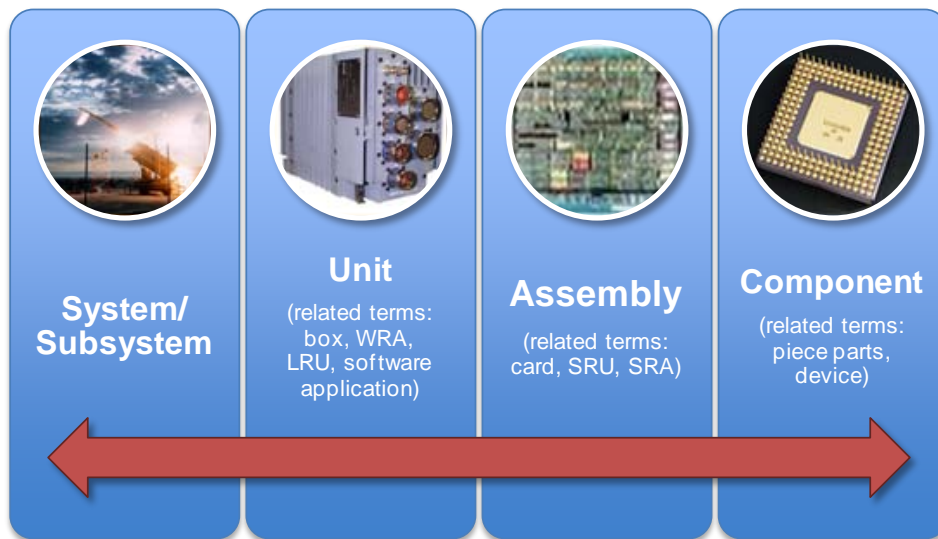 System/
Subsystem
Unit
(related terms:
box, WRA,
LRU, software
application)
Assembly
(related terms:
card, SRU, SRA)
Component
(related terms:
piece parts,
device)